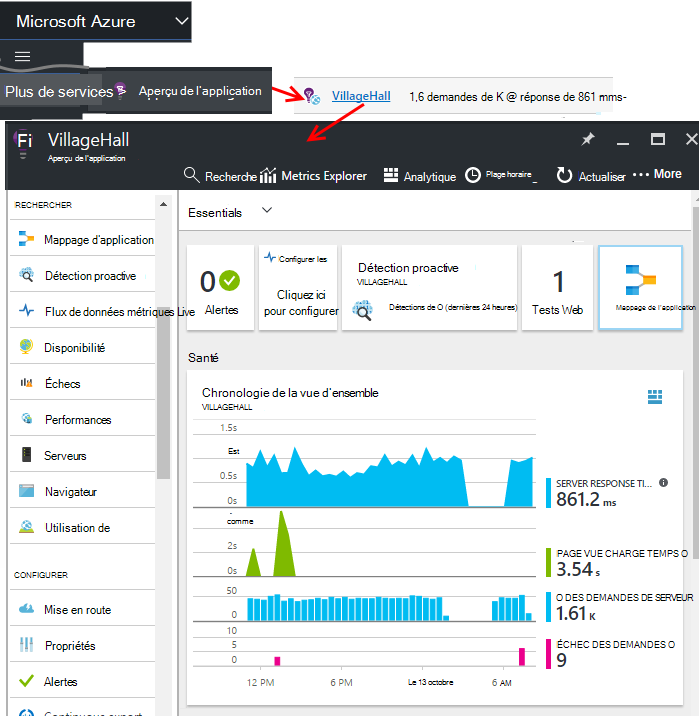 Microsoft Azure
Plus de services >
Aperçu de l'application
VillageHall
1,6 demandes de K @ réponse de 861 mms-
Fi
VillageHall
Aperçu de l'application
Recherche
Metrics Explorer
Analytique
Plage horaire_
Actualiser
More
RECHERCHER
Mappage d'application
Détection proactive
Flux de données métriques Live
Disponibilité
Échecs
Performances
Serveurs
Navigateur
Utilisation de
CONFIGURER
Mise en route
Propriétés
Alertes
Essentials
0
Alertes
Configurer les
Cliquez ici
pour configurer
Détection proactive
VILLAGEHALL
Détections de O (dernières 24 heures)
1
Tests Web
Mappage de l'application
Santé
Chronologie de la vue d'ensemble
VILLAGEHALL
1.5s
Est
0.5s
0s
SERVER RESPONSE TI...
861.2 ms
comme
2s
0s
PAGE VUE CHARGE TEMPS O
3.54 s
50
0
O DES DEMANDES DE SERVEUR
1.61 K
10
5
0
ÉCHEC DES DEMANDES O
9
12 PM
6 PM
Le 13 octobre
6 AM